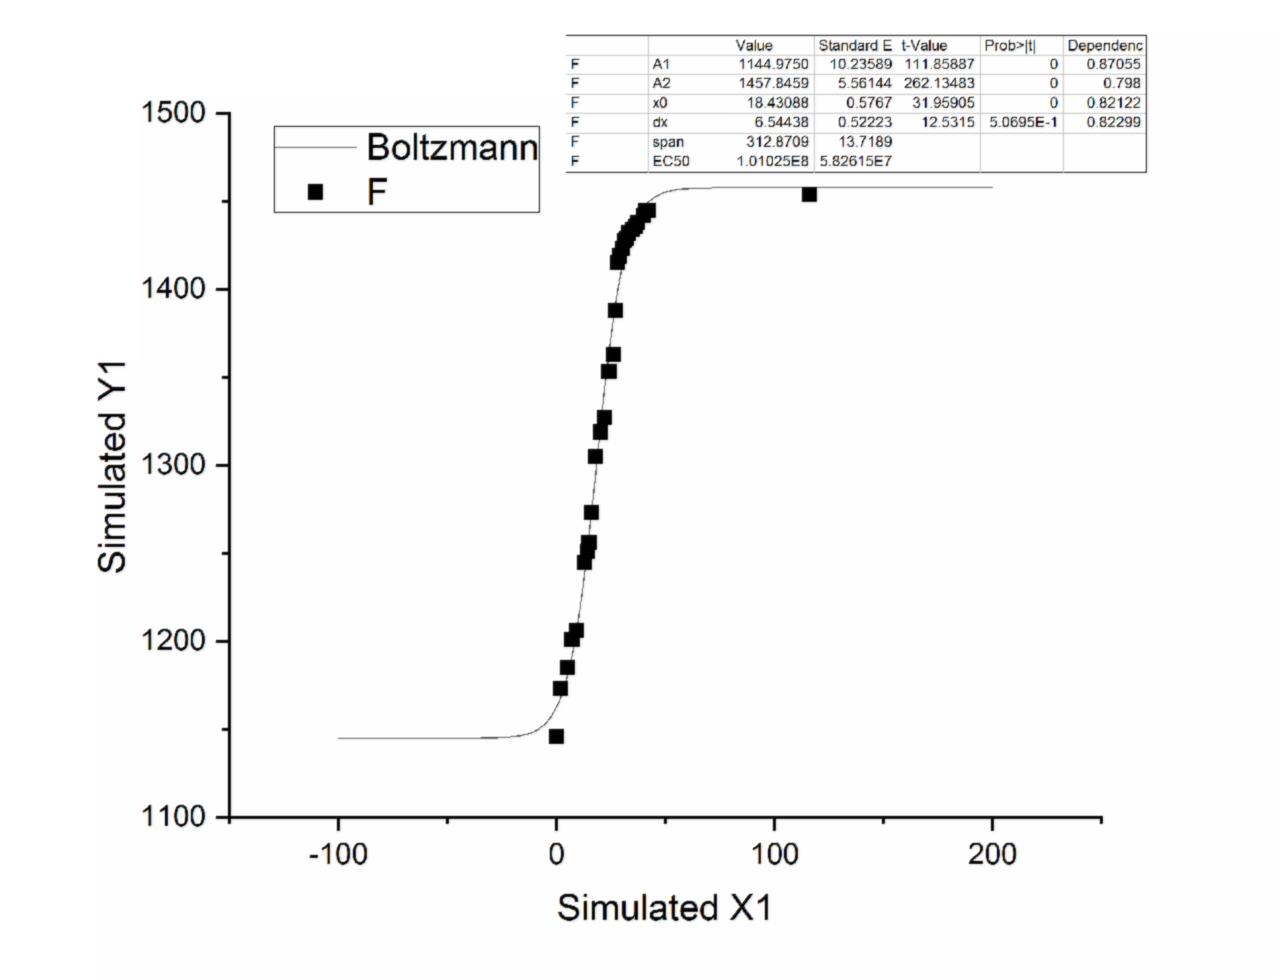 Value Standard E t-Value Prob>|t| Dependenc
F A1 1144.9750 10.23589 111.85887 0 0.87055
F A2 1457.8459 5.56144 262.13483 0 0.798
F x0 18.43088 0.5767 31.95905 0 0.82122
F dx 6.54438 0.52223 12.5315 5.0695E-1 0.82299
F span 312.8709 13.7189
F EC50 1.01025E8 5.82615E7
Boltzmann
F
1500
1400
1300
1200
1100
Simulated Y1
-100 0 100 200
Simulated X1